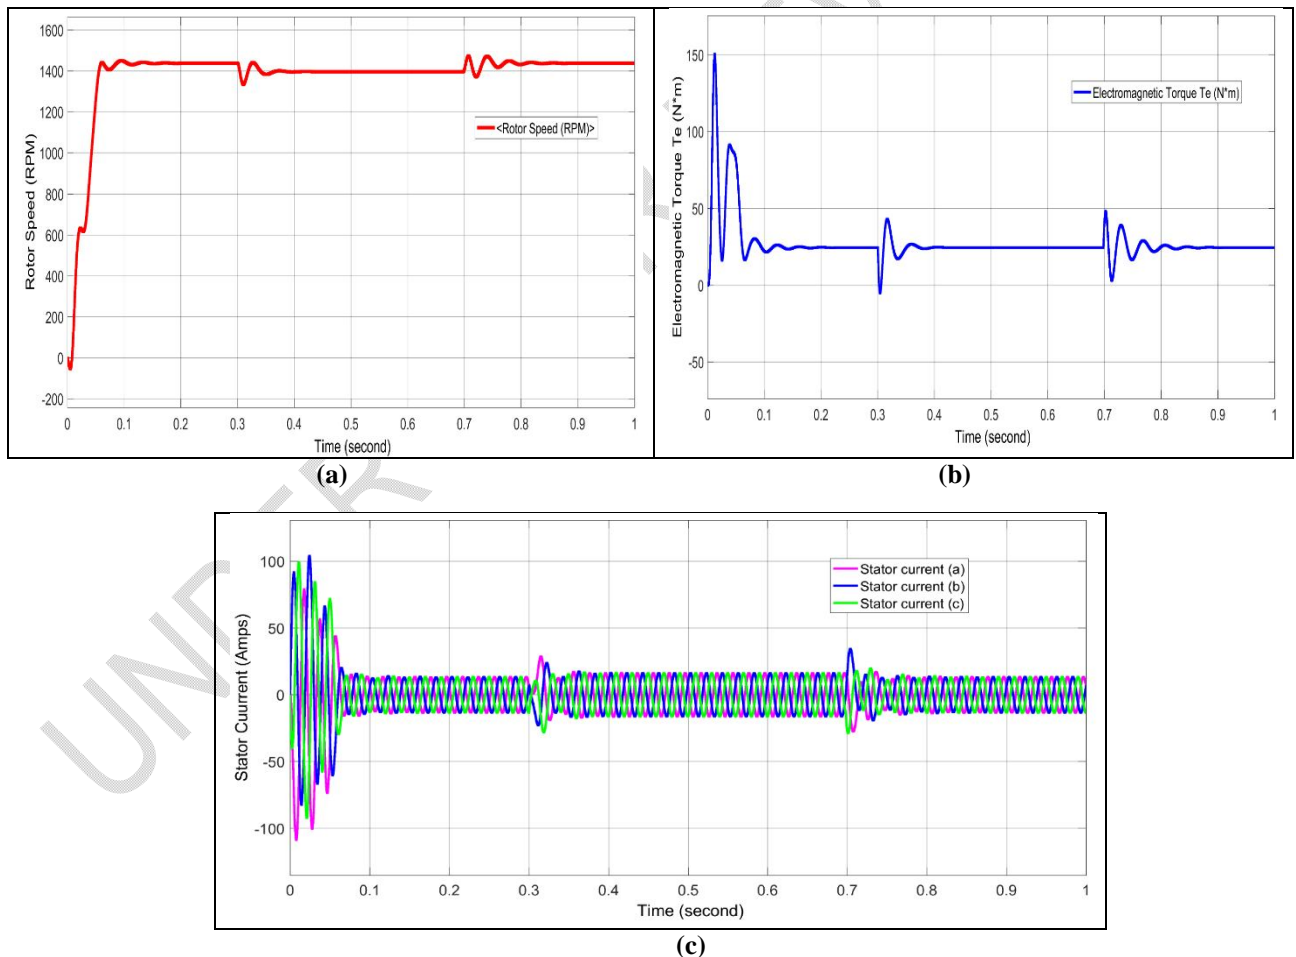 1600
1400
1200
1000
800
600
400
200
0
-200
Rotor Speed (RPM)
<Rotor Speed (RPM)>
0 0.1 0.2 0.3 0.4 0.5 0.6 0.7 0.8 0.9 1
Time (second)
(a)
150
100
50
0
-50
Electromagnetic Torque Te (N*m)
Electromagnetic Torque Te (N*m)
0 0.1 0.2 0.3 0.4 0.5 0.6 0.7 0.8 0.9 1
Time (second)
(b)
100
50
0
-50
-100
Stator Cuurrent (Amps)
Stator current (a)
Stator current (b)
Stator current (c)
0 0.1 0.2 0.3 0.4 0.5 0.6 0.7 0.8 0.9 1
Time (second)
(c)